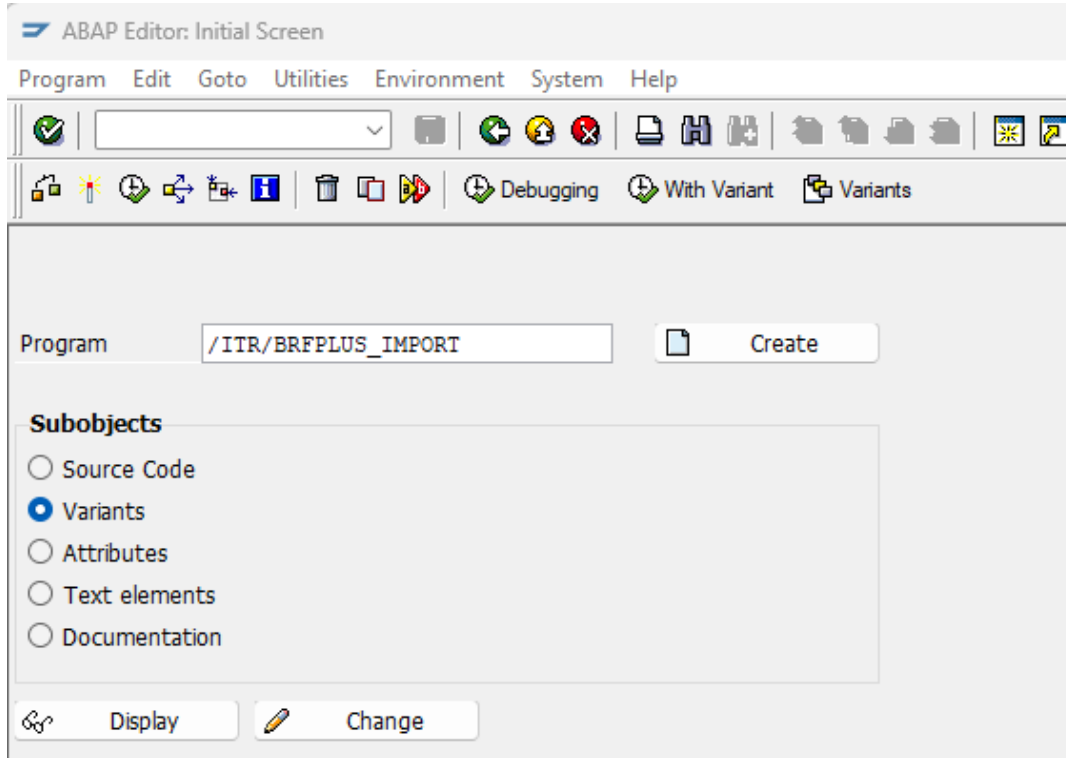 ABAP Editor: Initial Screen
Program Edit Goto Utilities Environment System Help
Debugging With Variant Variants
Program /ITR/BRFPLUS_IMPORT Create
Subobjects
Source Code
Variants
Attributes
Text elements
Documentation
Display Change